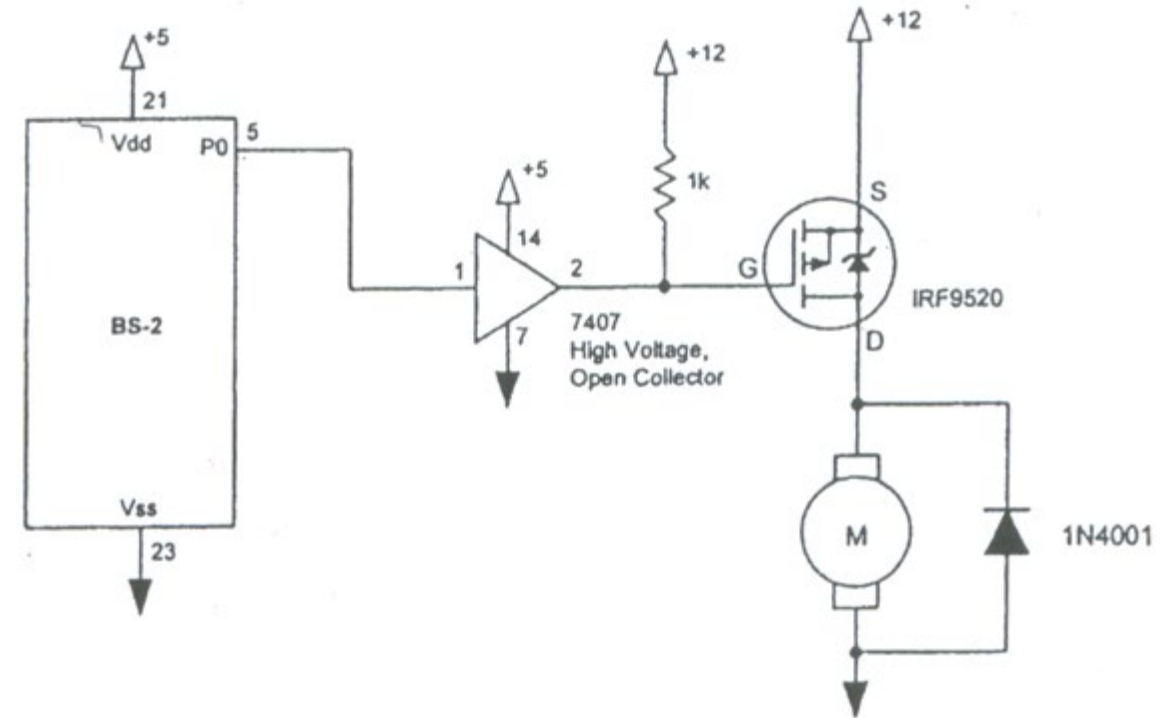 +5
21
Vdd
P0
5
BS-2
Vss
23
+5
14
1
2
7
7407
High Voltage,
Open Collector
+12
1k
+12
S
G
D
IRF9520
M
1N4001